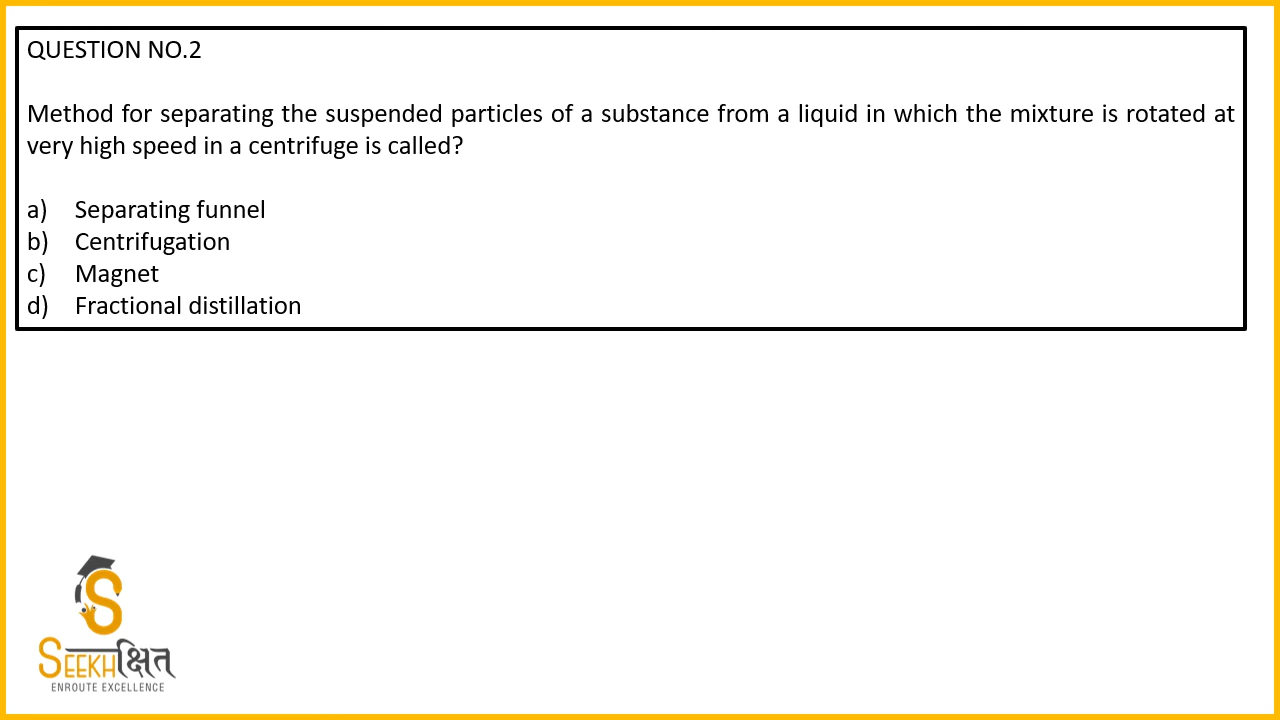 QUESTION NO.2
Method for separating the suspended particles of a substance from a liquid in which the mixture is rotated at
very high speed in a centrifuge is called?
a) Separating funnel
b) Centrifugation
c) Magnet
d) Fractional distillation
S
SEEKHक्षित
ENROUTE EXCELLENCE